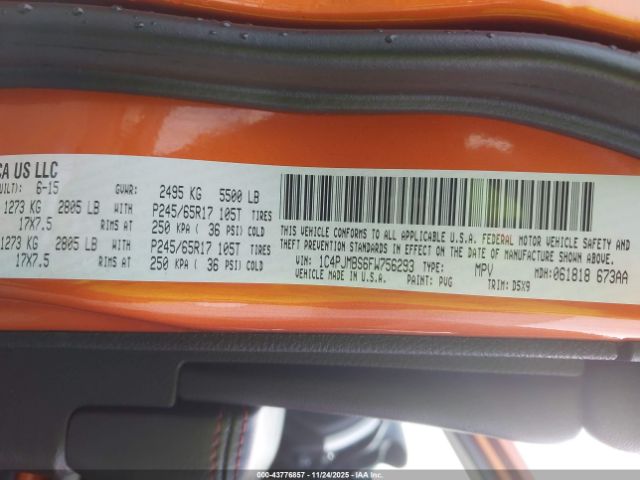 CA US LLC
UILT): 6-15 GVWR: 2495 KG 5500 LB
1273 KG 2805 LB WITH P245/65R17 105T TIRES
17X7.5 RIMS AT 250 KPA ( 36 PSI) COLD
1273 KG 2805 LB WITH P245/65R17 105T TIRES
17X7.5 RIMS AT 250 KPA ( 36 PSI) COLD
THIS VEHICLE CONFORMS TO ALL APPLICABLE U.S.A. FEDERAL MOTOR VEHICLE SAFETY AND
THEFT PREVENTION STANDARDS IN EFFECT ON THE DATE OF MANUFACTURE SHOWN ABOVE.
VIN: 1C4PJMBS6FW756293 TYPE: MPV MDH: 061818 673AA
VEHICLE MADE IN U.S.A. PAINT: PVG TRIM: D5X9
000-43776857 - 11/24/2025 - IAAI.COM